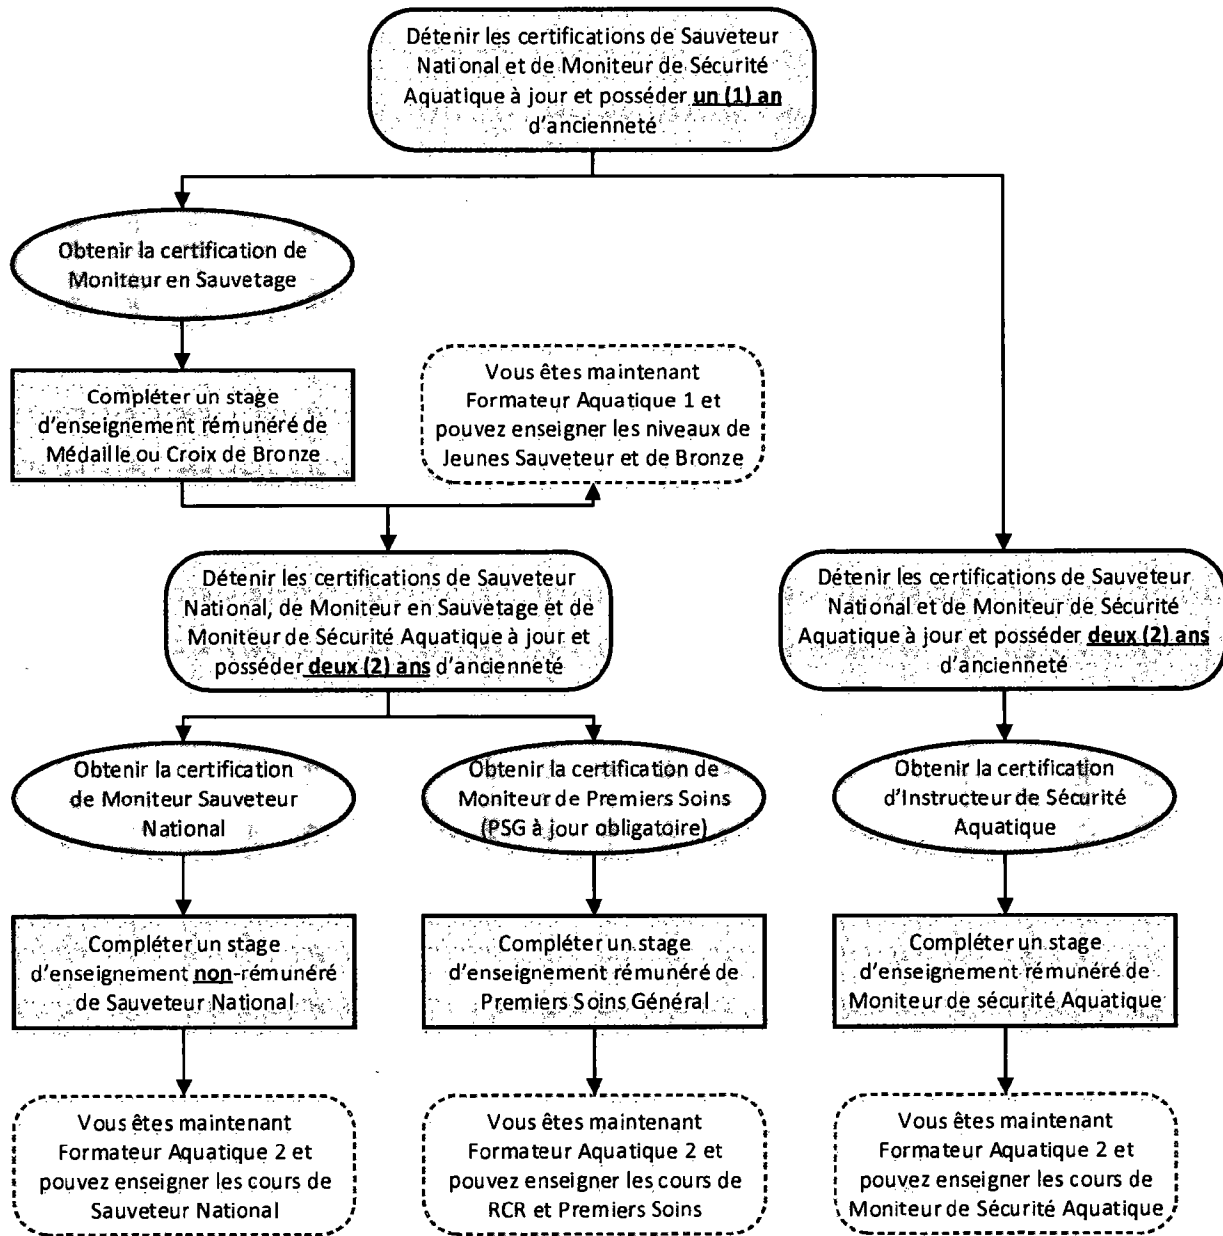 Détenir les certifications de Sauveteur
National et de Moniteur de Sécurité
Aquatique à jour et posséder un (1) an
d'ancienneté
Obtenir la certification de
Moniteur en Sauvetage
Compléter un stage
d'enseignement rémunéré de
Médaille ou Croix de Bronze
Vous êtes maintenant
Formateur Aquatique 1 et
pouvez enseigner les niveaux de
Jeunes Sauveteur et de Bronze
Détenir les certifications de Sauveteur
National, de Moniteur en Sauvetage et de
Moniteur de Sécurité Aquatique à jour et
posséder deux (2) ans d'ancienneté
Détenir les certifications de Sauveteur
National et de Moniteur de Sécurité
Aquatique à jour et posséder deux (2) ans
d'ancienneté
Obtenir la certification
de Moniteur Sauveteur
National
Obtenir la certification de
Moniteur de Premiers Soins
(PSG à jour obligatoire)
Obtenir la certification
d'Instructeur de Sécurité
Aquatique
Compléter un stage
d'enseignement non-rémunéré
de Sauveteur National
Compléter un stage
d'enseignement rémunéré de
Premiers Soins Général
Compléter un stage
d'enseignement rémunéré de
Moniteur de sécurité Aquatique
Vous êtes maintenant
Formateur Aquatique 2 et
pouvez enseigner les cours de
Sauveteur National
Vous êtes maintenant
Formateur Aquatique 2 et
pouvez enseigner les cours de
RCR et Premiers Soins
Vous êtes maintenant
Formateur Aquatique 2 et
pouvez enseigner les cours de
Moniteur de Sécurité Aquatique